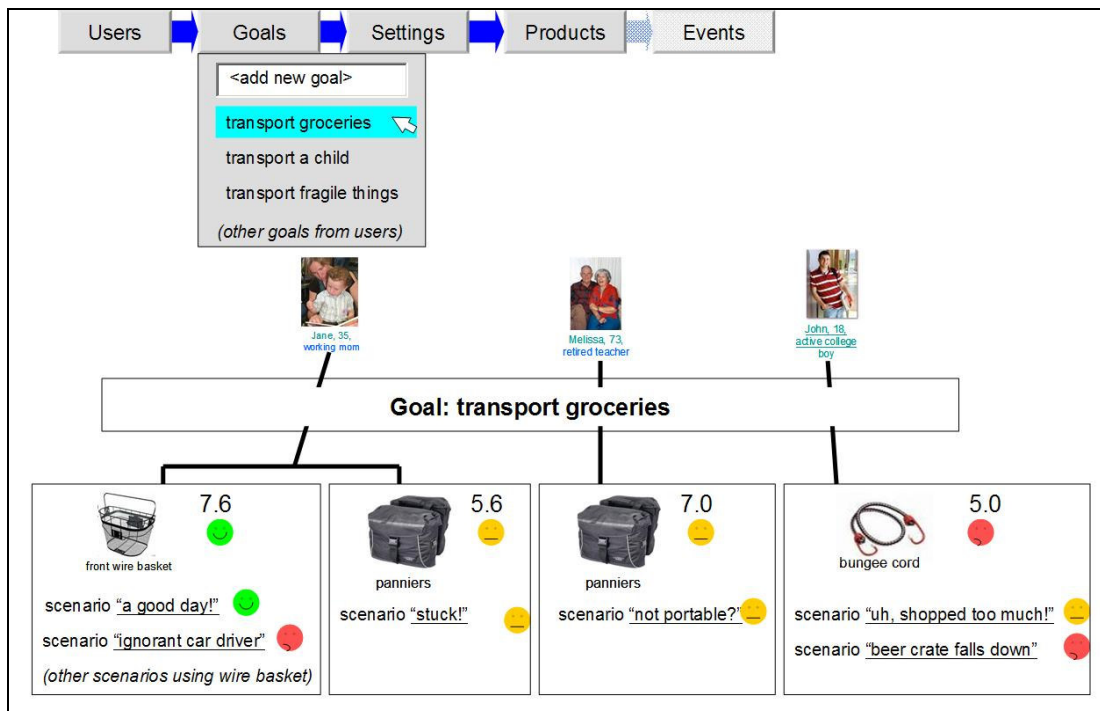 Users Goals Settings Products Events
<add new goal>
transport groceries
transport a child
transport fragile things
(other goals from users)
Jane, 35,
working mom
Melissa, 73,
retired teacher
John, 18,
active college
boy
Goal: transport groceries
7.6
front wire basket
scenario "a good day!"
scenario "ignorant car driver"
(other scenarios using wire basket)
5.6
panniers
scenario "stuck!"
7.0
panniers
scenario "not portable?"
5.0
bungee cord
scenario "uh, shopped too much!"
scenario "beer crate falls down"